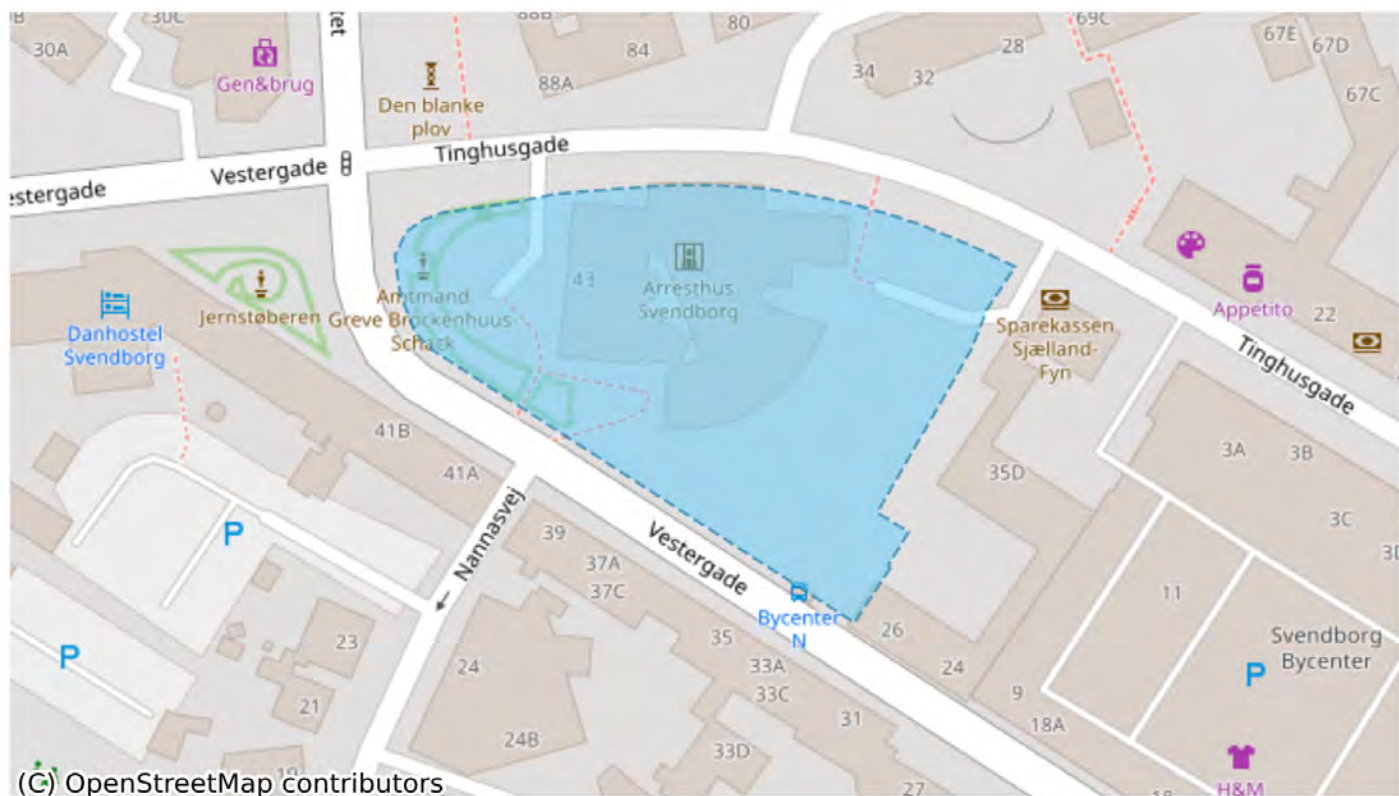 30C
80
69C
30A
84
28
67E
67D
Gen&brug
88A
34
32
67C
Den blanke
plov
Tinghusgade
Vestergade
estergade
43
Arresthus
Svendborg
Amtmand
Greve Brockenhuus-
Schack
Jernstøberen
Danhostel
Svendborg
Sparekassen
Sjælland-
Fyn
Appetito
22
Tinghusgade
41B
41A
35D
3A
3B
3C
39
37A
37C
Nannasvej
Vestergade
11
Bycenter
N
26
24
35
33A
33C
31
33D
23
21
24
24B
9
18A
Svendborg
Bycenter
P
P
P
H&M
27
(C) OpenStreetMap contributors